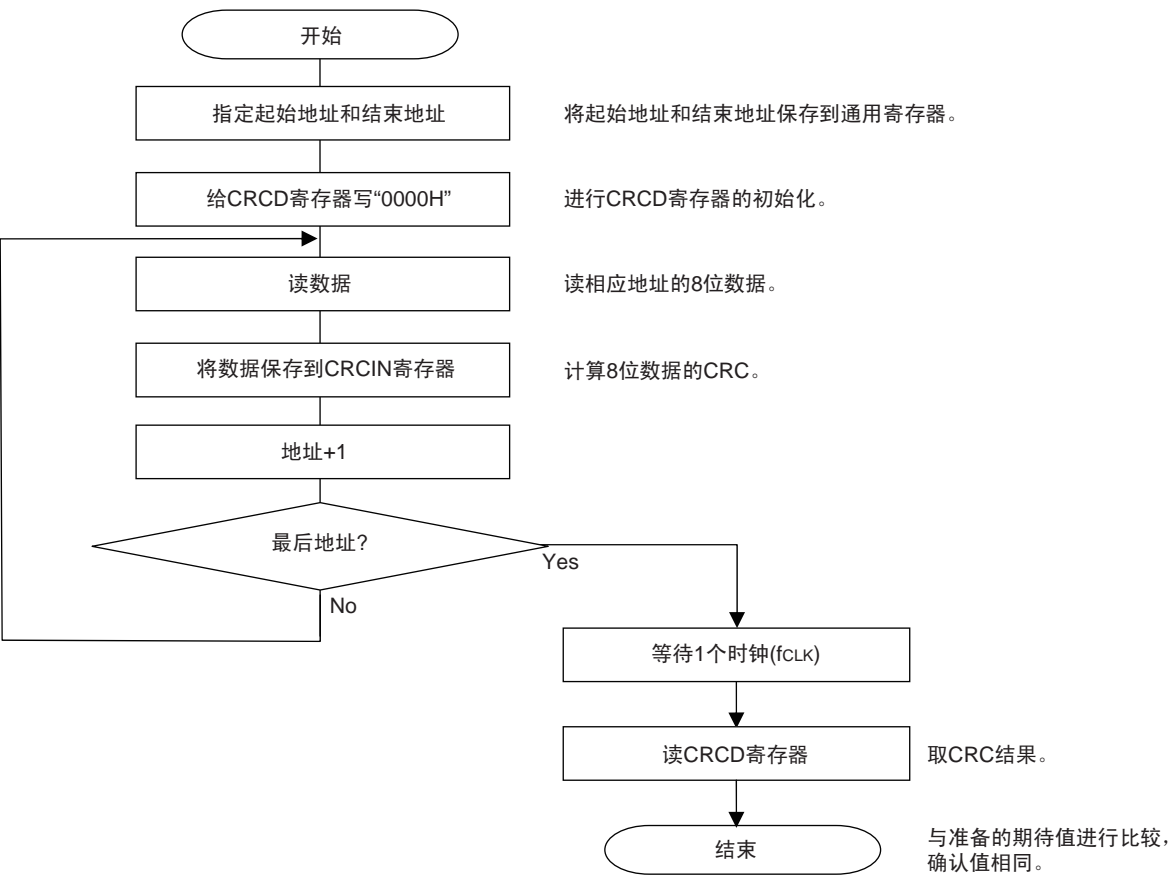 开始
指定起始地址和结束地址
将起始地址和结束地址保存到通用寄存器。
给CRCD寄存器写“0000H”
进行CRCD寄存器的初始化。
读数据
读相应地址的8位数据。
将数据保存到CRCIN寄存器
计算8位数据的CRC。
地址+1
最后地址?
Yes
No
等待1个时钟(fCLK)
读CRCD寄存器
取CRC结果。
结束
与准备的期待值进行比较，
确认值相同。